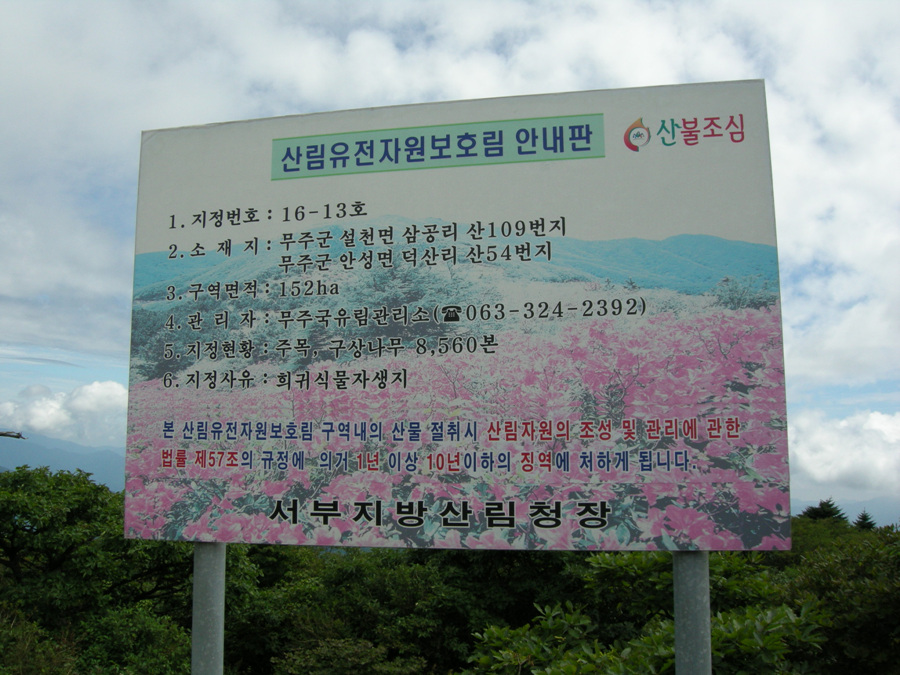 산림유전자원보호림 안내판
산불조심
1. 지정번호 : 16-13호
2. 소 재 지 : 무주군 설천면 삼공리 산109번지
무주군 안성면 덕산리 산54번지
3. 구역면적 : 152ha
4. 관 리 자 : 무주국유림관리소(☎063-324-2392)
5. 지정현황 : 주목, 구상나무 8,560본
6. 지정사유 : 희귀식물자생지
본 산림유전자원보호림 구역내의 산물 절취시 산림자원의 조성 및 관리에 관한
법률 제57조의 규정에 의거 1년 이상 10년이하의 징역에 처하게 됩니다.
서부지방산림청장